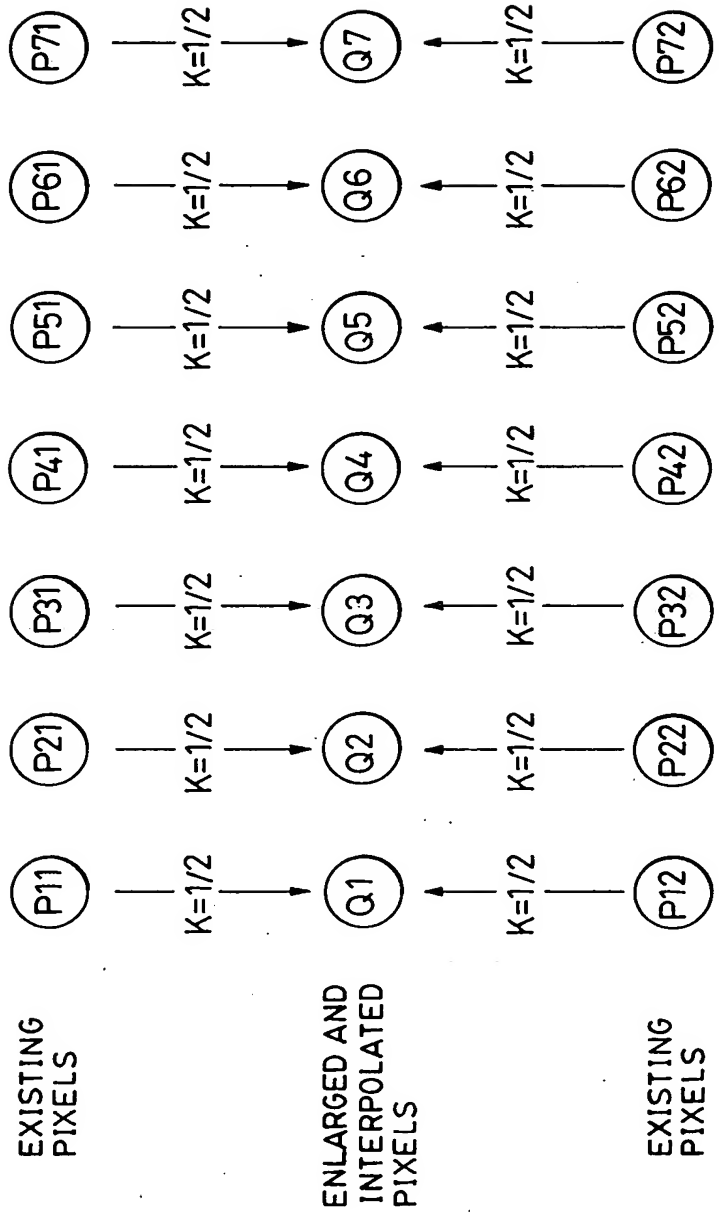 EXISTING
PIXELS
P11 P21 P31 P41 P51 P61 P71
K=1/2 K=1/2 K=1/2 K=1/2 K=1/2 K=1/2 K=1/2
ENLARGED AND
INTERPOLATED
PIXELS
Q1 Q2 Q3 Q4 Q5 Q6 Q7
K=1/2 K=1/2 K=1/2 K=1/2 K=1/2 K=1/2 K=1/2
EXISTING
PIXELS
P12 P22 P32 P42 P52 P62 P72